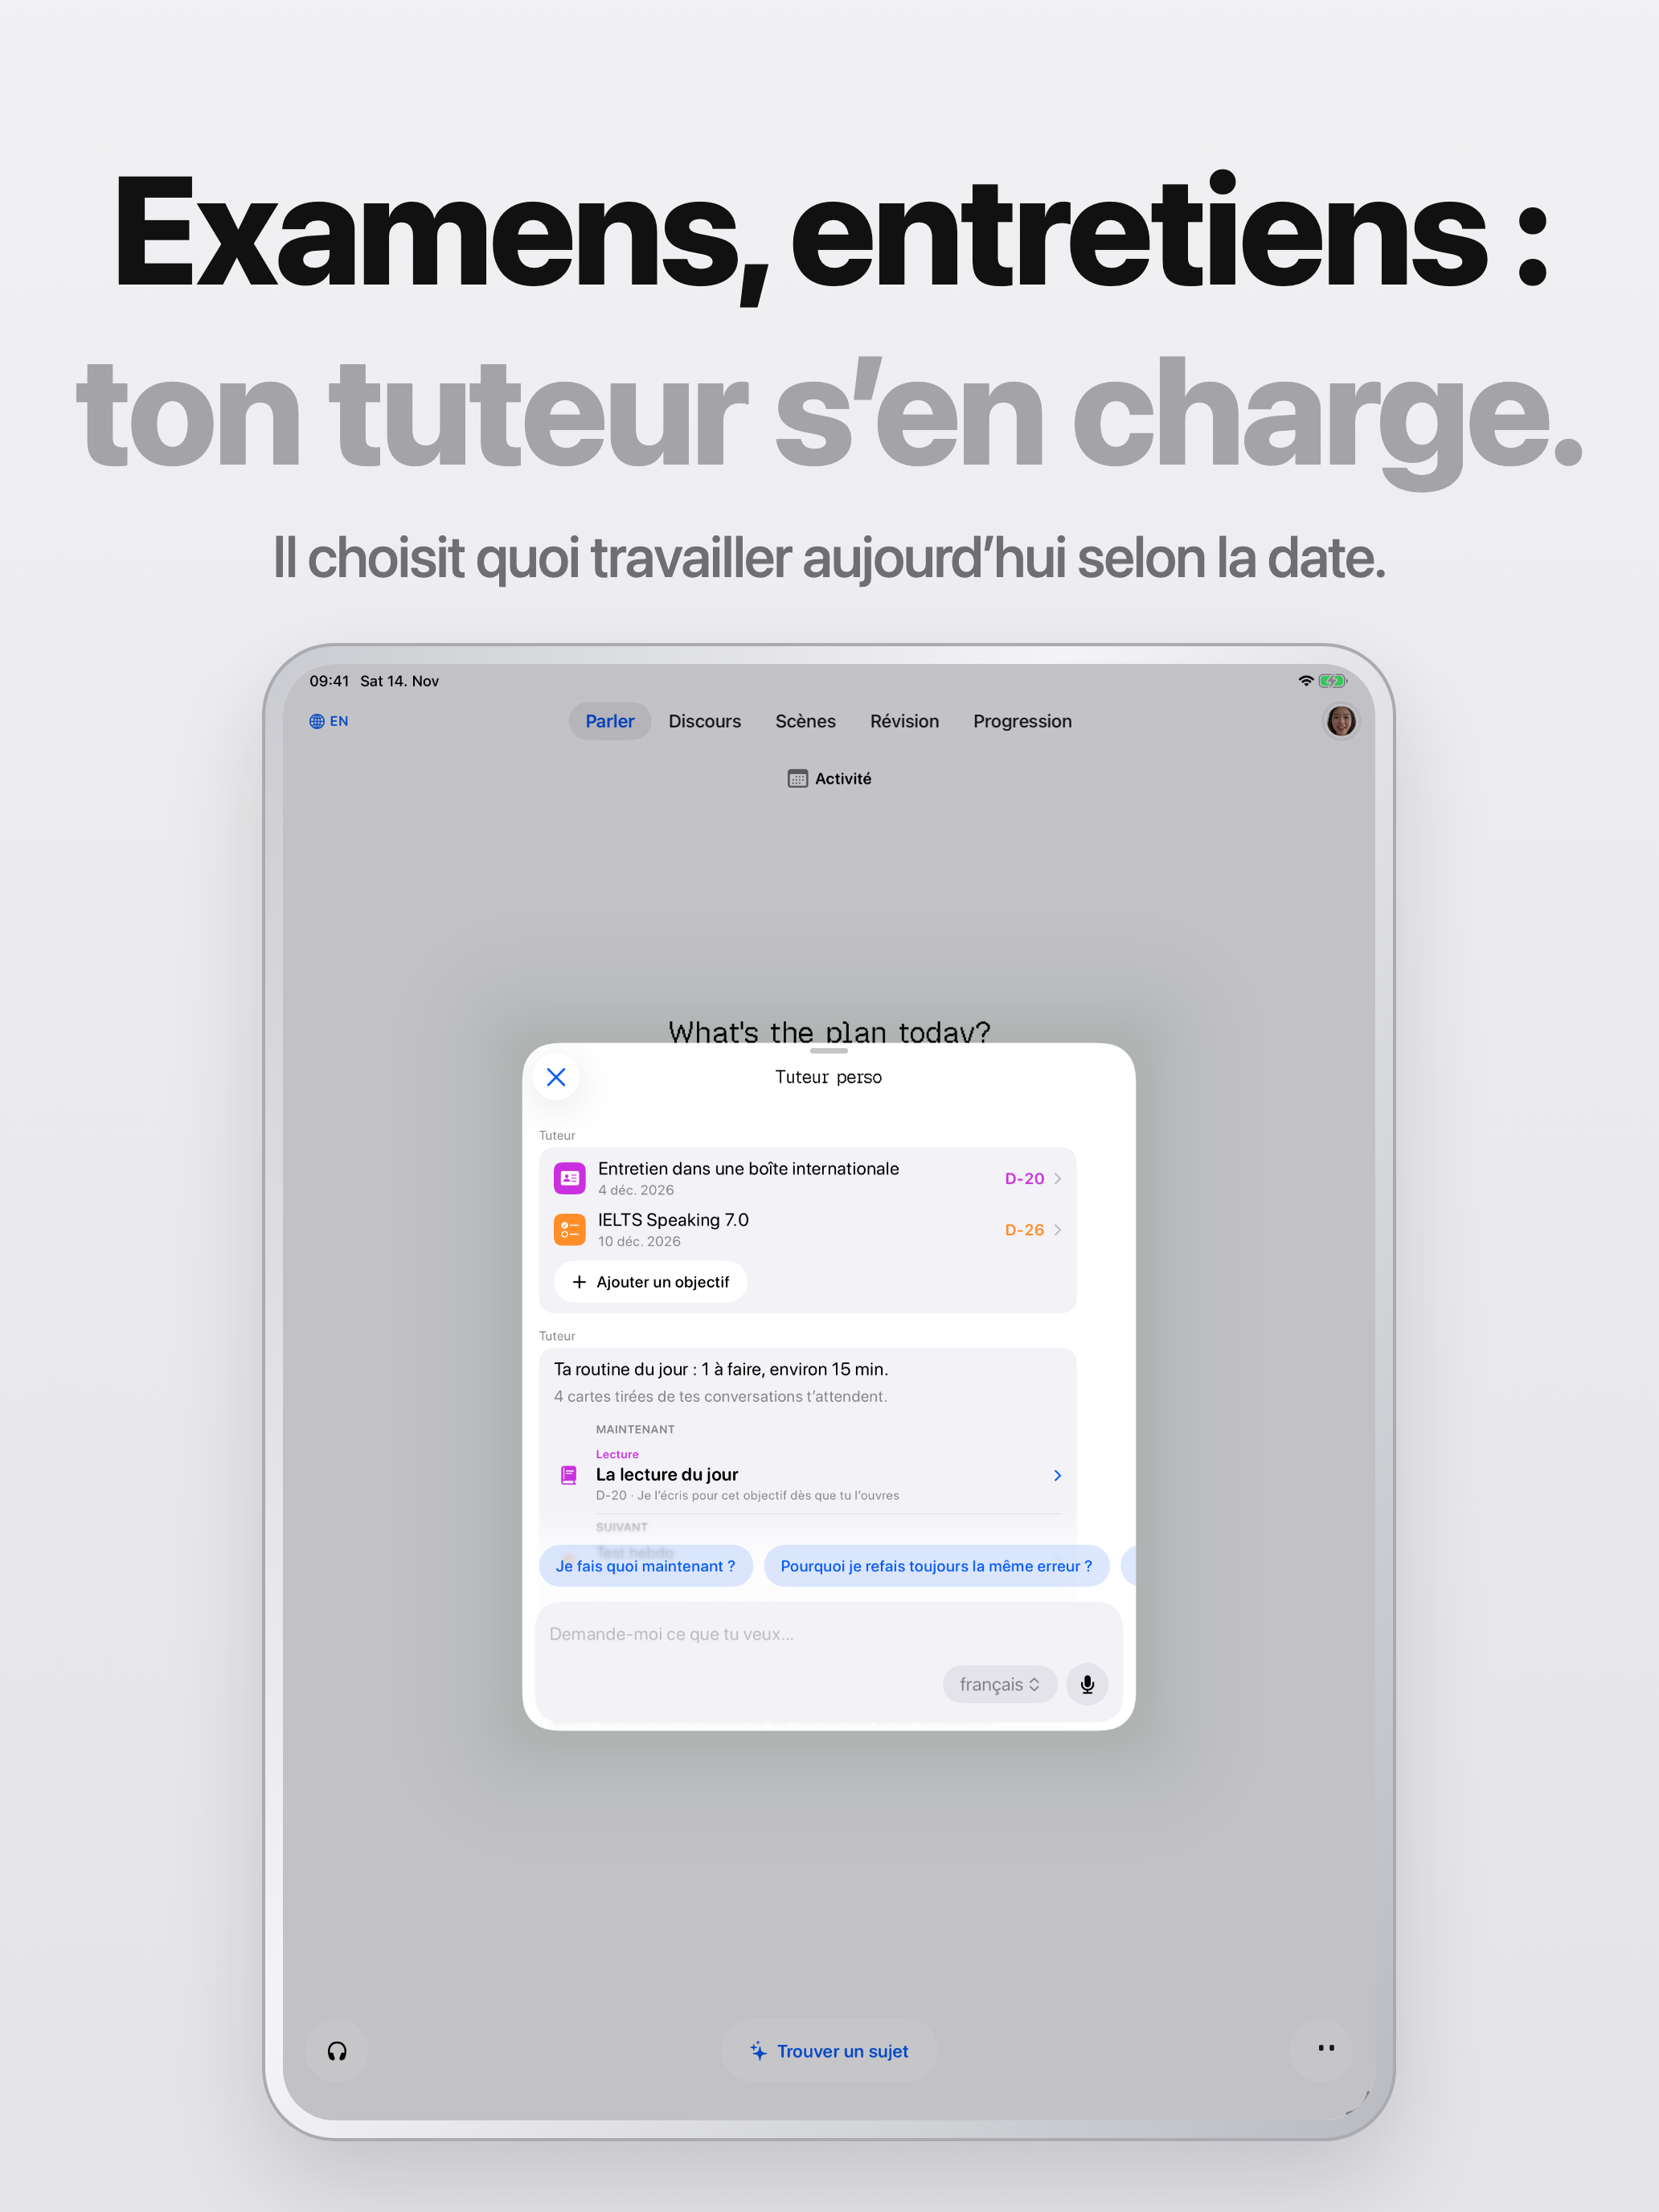 Examens, entretiens :
ton tuteur s’en charge.
Il choisit quoi travailler aujourd’hui selon la date.
09:41 Sat 14. Nov
EN
Parler Discours Scènes Révision Progression
Activité
What's the plan today?
Tuteur perso
Tuteur
Entretien dans une boîte internationale
4 déc. 2026
D-20
IELTS Speaking 7.0
10 déc. 2026
D-26
Ajouter un objectif
Tuteur
Ta routine du jour : 1 à faire, environ 15 min.
4 cartes tirées de tes conversations t’attendent.
MAINTENANT
Lecture
La lecture du jour
D-20 · Je l’écris pour cet objectif dès que tu l’ouvres
SUIVANT
Test hebdo
Je fais quoi maintenant ? Pourquoi je refais toujours la même erreur ?
Demande-moi ce que tu veux...
français
Trouver un sujet